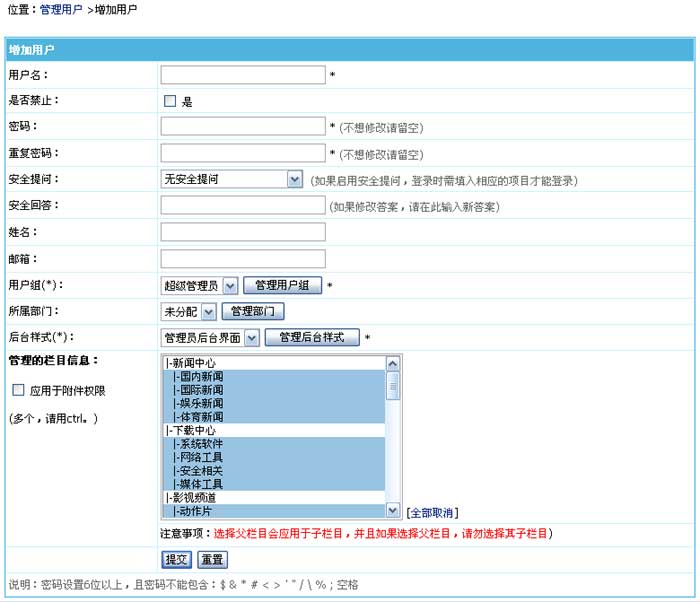 位置：管理用户 >增加用户
增加用户
用户名： *
是否禁止： 是
密码： * (不想修改请留空)
重复密码： * (不想修改请留空)
安全提问： 无安全提问 (如果启用安全提问，登录时需填入相应的项目才能登录)
安全回答： (如果修改答案，请在此输入新答案)
姓名：
邮箱：
用户组(*)： 超级管理员 管理用户组 *
所属部门： 未分配 管理部门
后台样式(*)： 管理员后台界面 管理后台样式 *
管理的栏目信息：
应用于附件权限
(多个，请用ctrl。)
|-新闻中心
|-国内新闻
|-国际新闻
|-娱乐新闻
|-体育新闻
|-下载中心
|-系统软件
|-网络工具
|-安全相关
|-媒体工具
|-影视频道
|-动作片
[全部取消]
注意事项：选择父栏目会应用于子栏目，并且如果选择父栏目，请勿选择其子栏目)
提交 重置
说明：密码设置6位以上，且密码不能包含：$ & * # < > ' " / \ % ; 空格